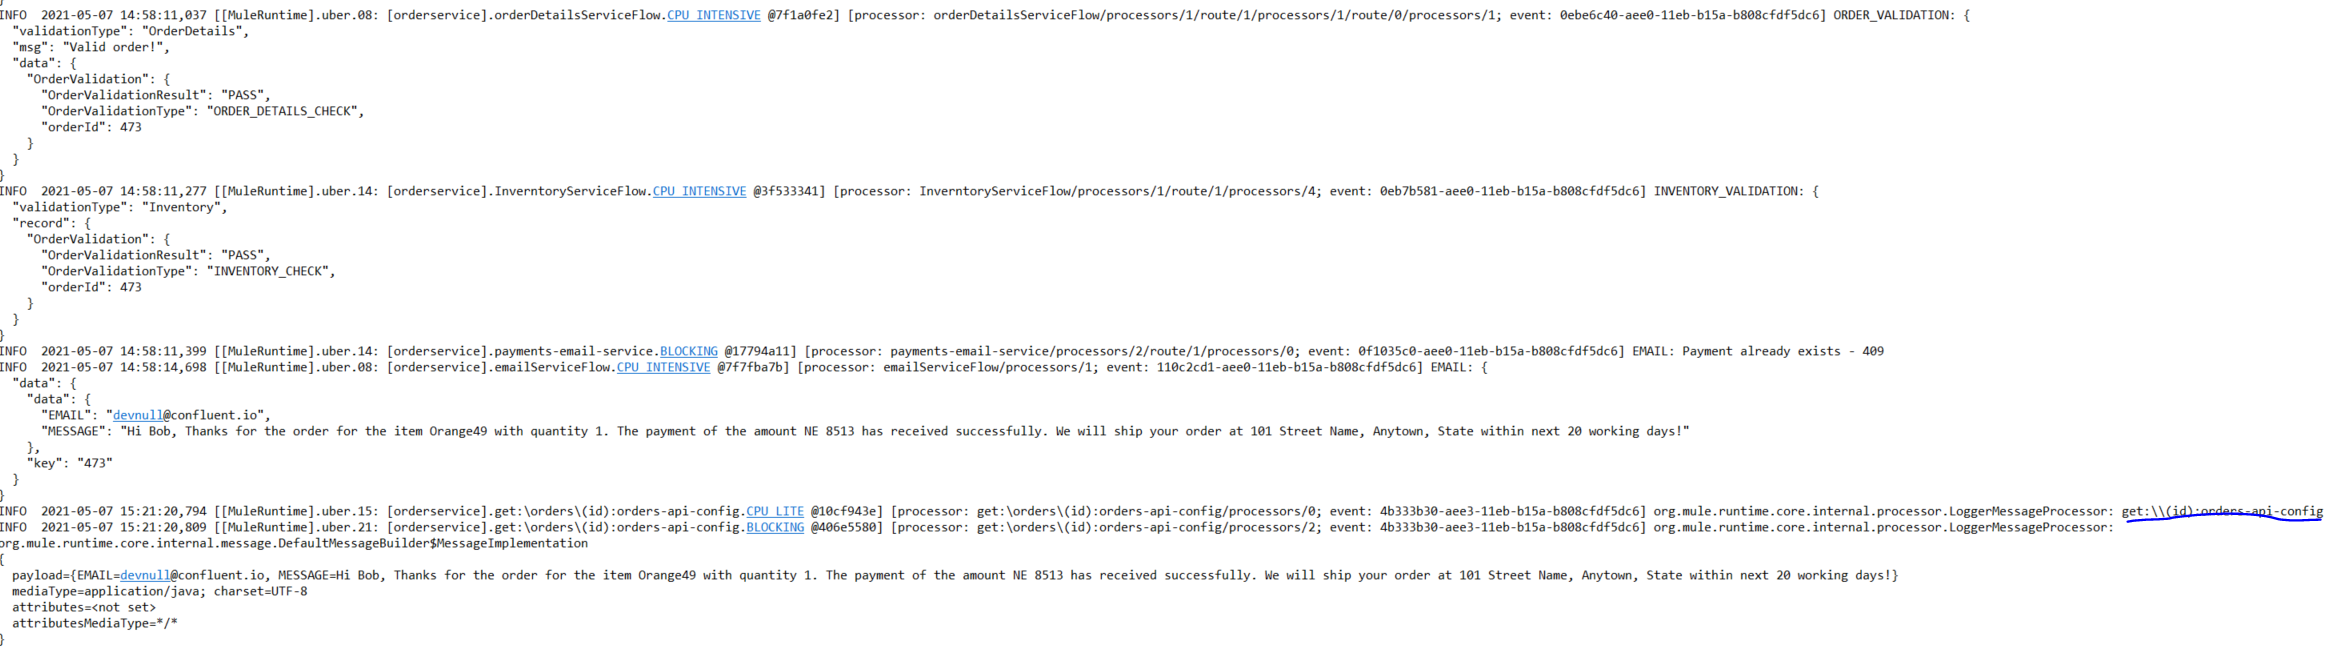 }
INFO  2021-05-07 14:58:11,037 [[MuleRuntime].uber.08: [orderservice].orderDetailsServiceFlow.CPU_INTENSIVE @7f1a0fe2] [processor: orderDetailsServiceFlow/processors/1/route/1/processors/1/route/0/processors/1; event: 0ebe6c40-aee0-11eb-b15a-b808cfdf5dc6] ORDER_VALIDATION: {
  "validationType": "OrderDetails",
  "msg": "Valid order!",
  "data": {
    "OrderValidation": {
      "OrderValidationResult": "PASS",
      "OrderValidationType": "ORDER_DETAILS_CHECK",
      "orderId": 473
    }
  }
}
INFO  2021-05-07 14:58:11,277 [[MuleRuntime].uber.14: [orderservice].InverntoryServiceFlow.CPU_INTENSIVE @3f533341] [processor: InverntoryServiceFlow/processors/1/route/1/processors/4; event: 0eb7b581-aee0-11eb-b15a-b808cfdf5dc6] INVENTORY_VALIDATION: {
  "validationType": "Inventory",
  "record": {
    "OrderValidation": {
      "OrderValidationResult": "PASS",
      "OrderValidationType": "INVENTORY_CHECK",
      "orderId": 473
    }
  }
}
INFO  2021-05-07 14:58:11,399 [[MuleRuntime].uber.14: [orderservice].payments-email-service.BLOCKING @17794a11] [processor: payments-email-service/processors/2/route/1/processors/0; event: 0f1035c0-aee0-11eb-b15a-b808cfdf5dc6] EMAIL: Payment already exists - 409
INFO  2021-05-07 14:58:14,698 [[MuleRuntime].uber.08: [orderservice].emailServiceFlow.CPU_INTENSIVE @7f7fba7b] [processor: emailServiceFlow/processors/1; event: 110c2cd1-aee0-11eb-b15a-b808cfdf5dc6] EMAIL: {
  "data": {
    "data": {
      "EMAIL": "devnull@confluent.io",
      "MESSAGE": "Hi Bob, Thanks for the order for the item Orange49 with quantity 1. The payment of the amount NE 8513 has received successfully. We will ship your order at 101 Street Name, Anytown, State within next 20 working days!"
    },
    "key": "473"
  }
}
INFO  2021-05-07 15:21:20,794 [[MuleRuntime].uber.15: [orderservice].get:\orders\(id):orders-api-config.CPU_LITE @10cf943e] [processor: get:\orders\(id):orders-api-config/processors/0; event: 4b333b30-aee3-11eb-b15a-b808cfdf5dc6] org.mule.runtime.core.internal.processor.LoggerMessageProcessor: get:\\(id):orders-api-config
INFO  2021-05-07 15:21:20,809 [[MuleRuntime].uber.21: [orderservice].get:\orders\(id):orders-api-config.BLOCKING @406e5580] [processor: get:\orders\(id):orders-api-config/processors/2; event: 4b333b30-aee3-11eb-b15a-b808cfdf5dc6] org.mule.runtime.core.internal.processor.LoggerMessageProcessor:
org.mule.runtime.core.internal.message.DefaultMessageBuilder$MessageImplementation
{
  payload={EMAIL=devnull@confluent.io, MESSAGE=Hi Bob, Thanks for the order for the item Orange49 with quantity 1. The payment of the amount NE 8513 has received successfully. We will ship your order at 101 Street Name, Anytown, State within next 20 working days!}
  mediaType=application/java; charset=UTF-8
  attributes=<not set>
  attributesMediaType=*/*
}